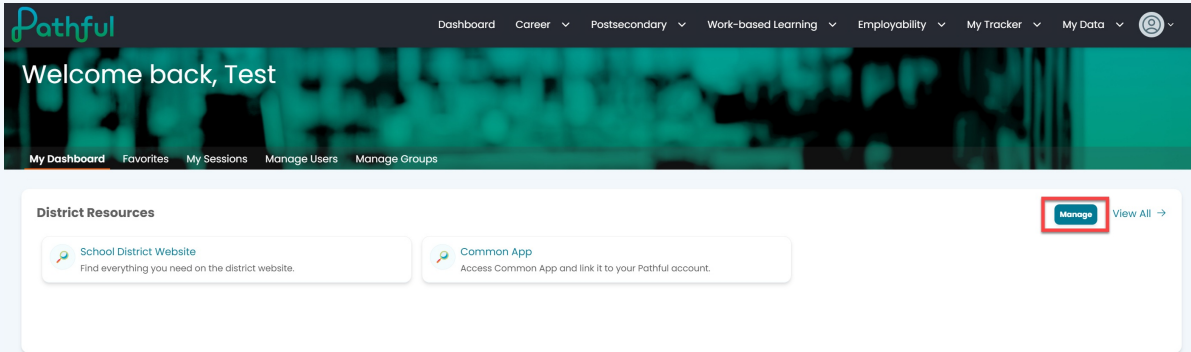 Pathful
Dashboard Career Postsecondary Work-based Learning Employability My Tracker My Data
Welcome back, Test
My Dashboard Favorites My Sessions Manage Users Manage Groups
District Resources
Manage View All →
School District Website
Find everything you need on the district website.
Common App
Access Common App and link it to your Pathful account.